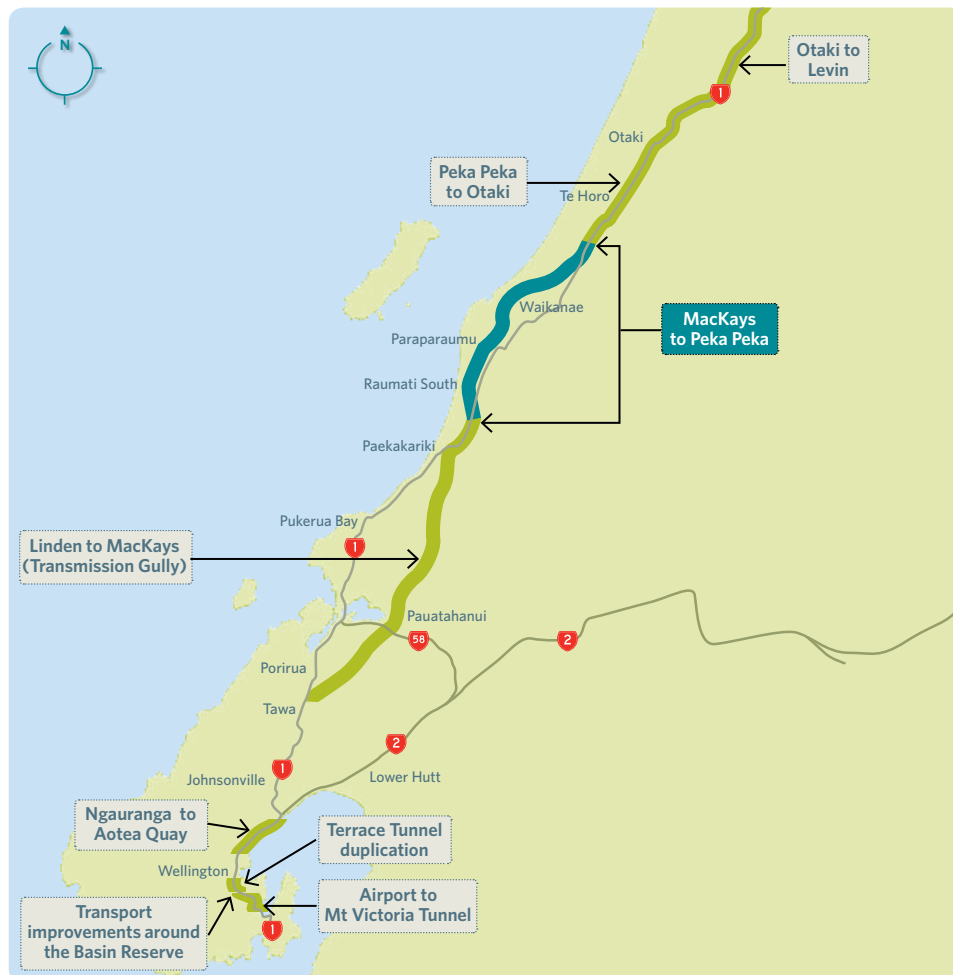 N
Otaki to
Levin
1
Otaki
Peka Peka
to Otaki
Te Horo
Waikanae
MacKays
to Peka Peka
Paraparaumu
Raumati South
Paekakariki
Pukerua Bay
1
Linden to MacKays
(Transmission Gully)
Pauatahanui
58
2
Porirua
Tawa
2
1
Johnsonville
Lower Hutt
Ngauranga to
Aotea Quay
Terrace Tunnel
duplication
Wellington
Airport to
Mt Victoria Tunnel
Transport
improvements around
the Basin Reserve
1